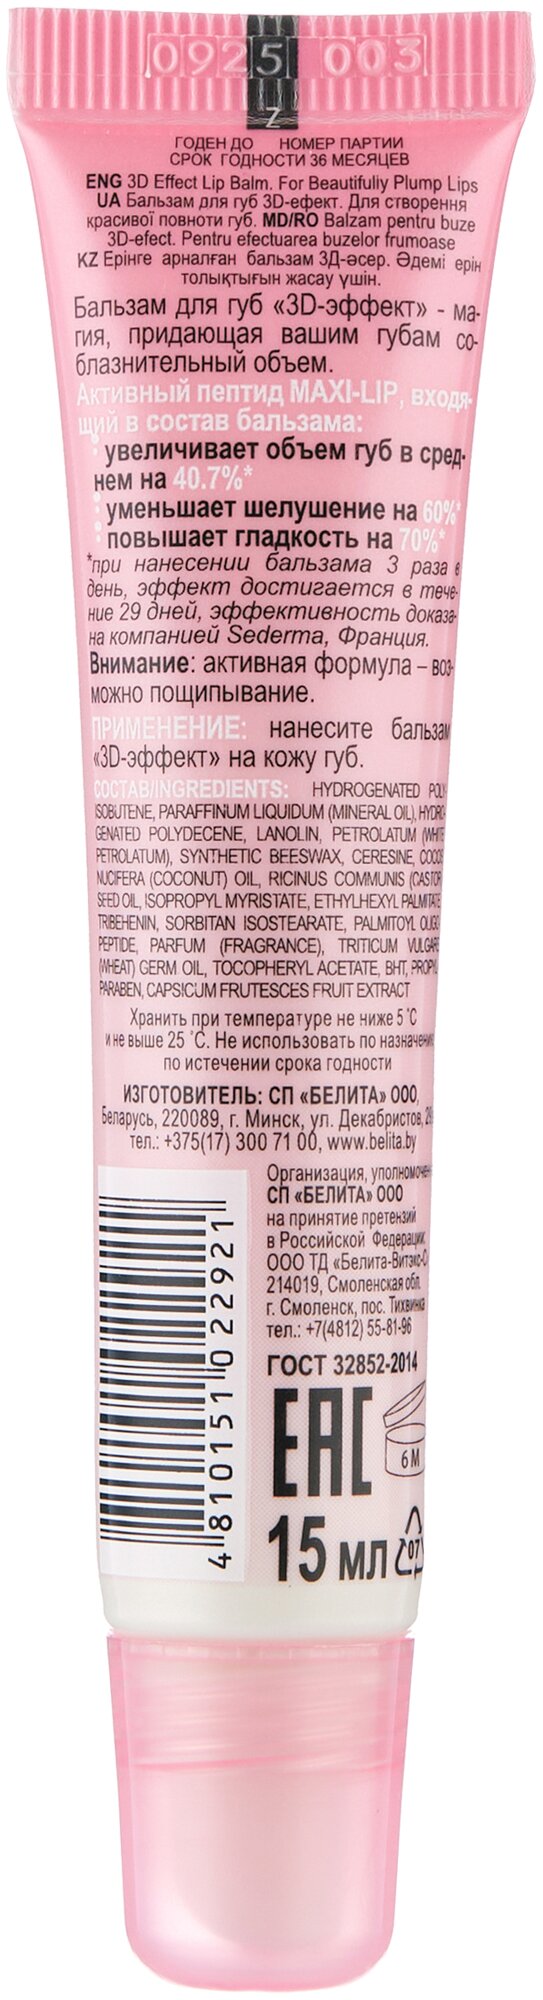 0925 003
Z
ГОДЕН ДО НОМЕР ПАРТИИ
СРОК ГОДНОСТИ 36 МЕСЯЦЕВ
ENG 3D Effect Lip Balm. For Beautifully Plump Lips
UA Бальзам для губ 3D-ефект. Для створення
красивої повноти губ. MD/RO Balzam pentru buze
3D-efect. Pentru efectuarea buzelor frumoase
KZ Ерінге арналған бальзам 3Д-әсер. Әдемі ерін
толықтығын жасау үшін.
Бальзам для губ «3D-эффект» - ма-
гия, придающая вашим губам со-
блазнительный объем.
Активный пептид MAXI-LIP, входя-
щий в состав бальзама:
увеличивает объем губ в сред-
нем на 40.7%*
уменьшает шелушение на 60%*
повышает гладкость на 70%*
*при нанесении бальзама 3 раза в
день, эффект достигается в тече-
ние 29 дней, эффективность доказа-
на компанией Sederma, Франция.
Внимание: активная формула – воз-
можно пощипывание.
ПРИМЕНЕНИЕ: нанесите бальзам
«3D-эффект» на кожу губ.
СОСТАВ/INGREDIENTS: HYDROGENATED POLY-
ISOBUTENE, PARAFFINUM LIQUIDUM (MINERAL OIL), HYDRO-
GENATED POLYDECENE, LANOLIN, PETROLATUM (WHITE
PETROLATUM), SYNTHETIC BEESWAX, CERESINE, COCOS
NUCIFERA (COCONUT) OIL, RICINUS COMMUNIS (CASTOR)
SEED OIL, ISOPROPYL MYRISTATE, ETHYLHEXYL PALMITATE,
TRIBEHENIN, SORBITAN ISOSTEARATE, PALMITOYL OLIGO
PEPTIDE, PARFUM (FRAGRANCE), TRITICUM VULGARE
(WHEAT) GERM OIL, TOCOPHERYL ACETATE, BHT, PROPYL
PARABEN, CAPSICUM FRUTESCES FRUIT EXTRACT
Хранить при температуре не ниже 5 °С
и не выше 25 °С. Не использовать по назначению
по истечении срока годности
ИЗГОТОВИТЕЛЬ: СП «БЕЛИТА» ООО,
Беларусь, 220089, г. Минск, ул. Декабристов, 29
тел.: +375(17) 300 71 00, www.belita.by
Организация, уполномочен
СП «БЕЛИТА» ООО
на принятие претензий
в Российской Федерации:
ООО ТД «Белита-Витэкс-С
214019, Смоленская обл.
г. Смоленск, пос. Тихвинка
тел.: +7(4812) 55-81-96
ГОСТ 32852-2014
4 810151 022921
ЕАС
6 M
15 мл
07